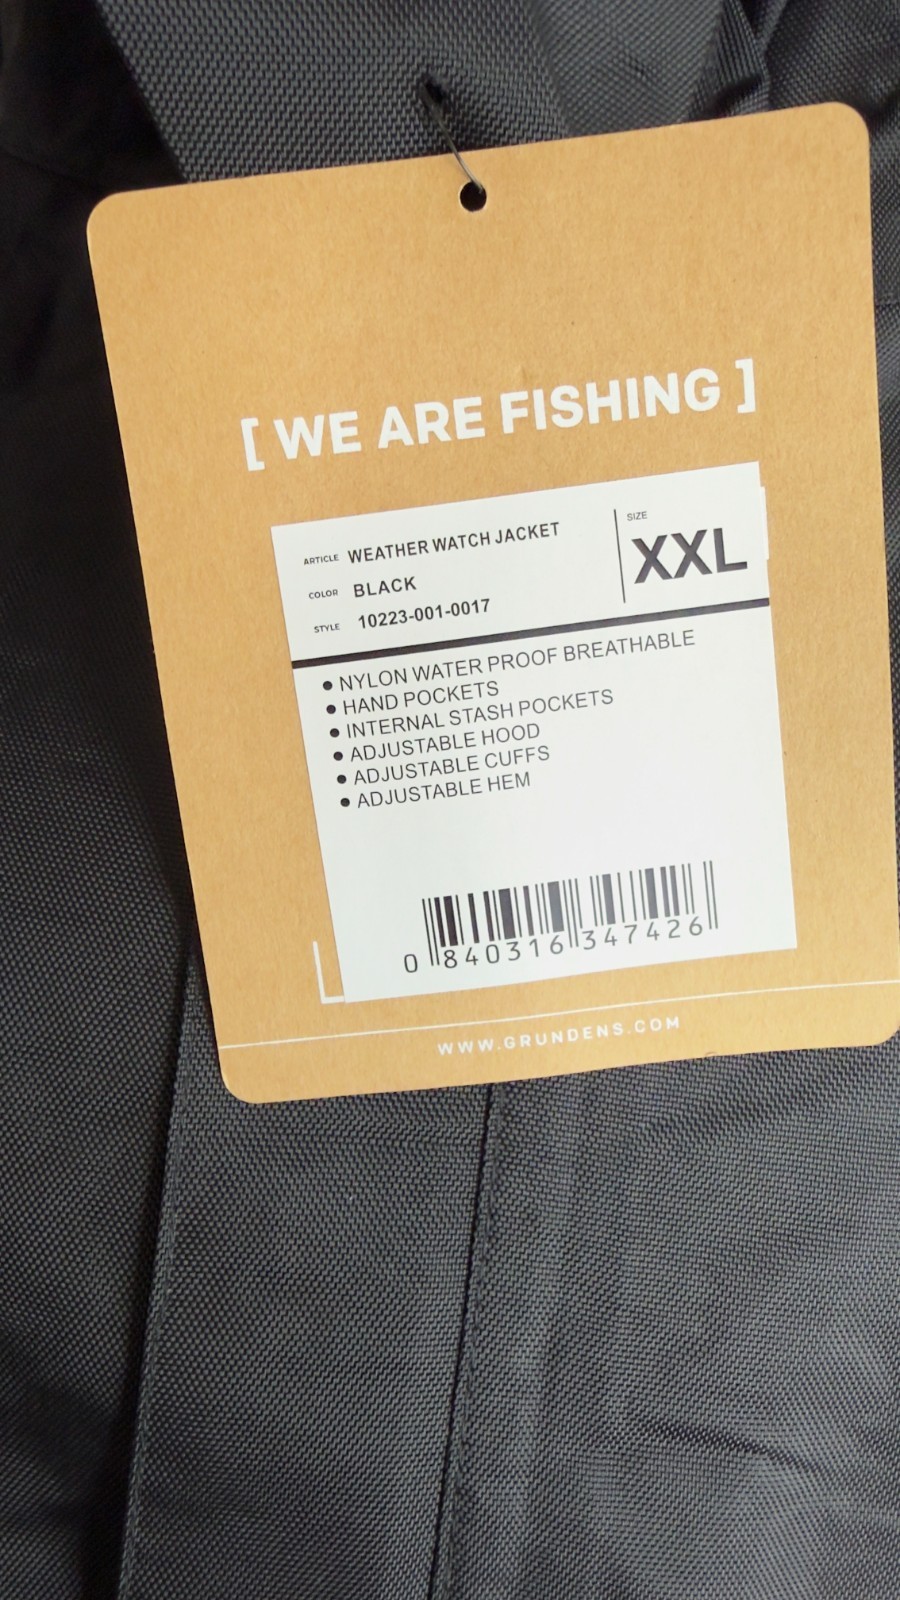 [ WE ARE FISHING ]
ARTICLE WEATHER WATCH JACKET
COLOR BLACK
STYLE 10223-001-0017
SIZE
XXL
● NYLON WATER PROOF BREATHABLE
● HAND POCKETS
● INTERNAL STASH POCKETS
● ADJUSTABLE HOOD
● ADJUSTABLE CUFFS
● ADJUSTABLE HEM
0 840316 347426
WWW.GRUNDENS.COM